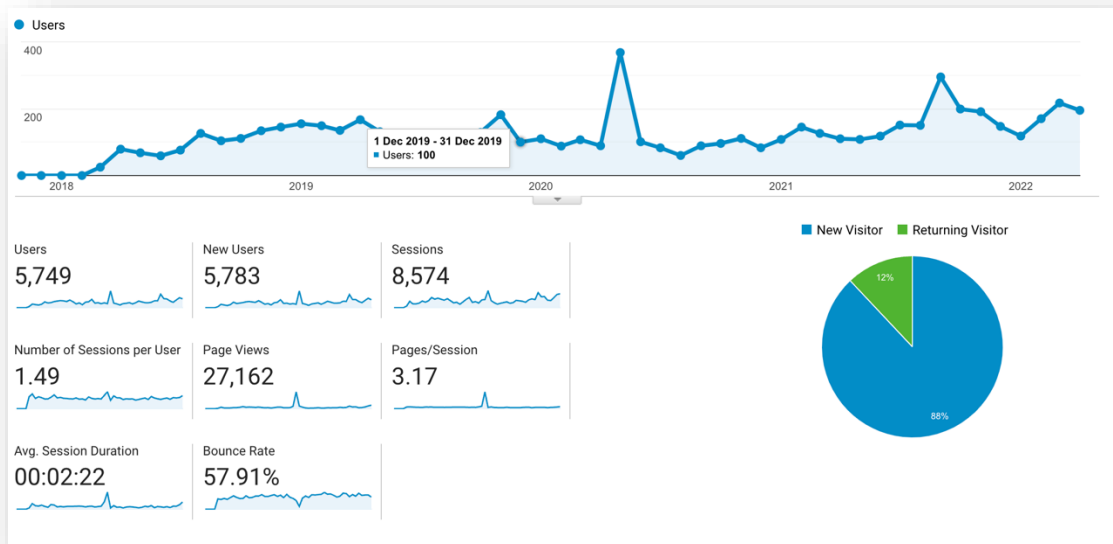 Users
400
200
1 Dec 2019 - 31 Dec 2019
Users: 100
2018 2019 2020 2021 2022
New Visitor Returning Visitor
Users New Users Sessions
5,749 5,783 8,574
Number of Sessions per User Page Views Pages/Session
1.49 27,162 3.17
Avg. Session Duration Bounce Rate
00:02:22 57.91%
12%
88%